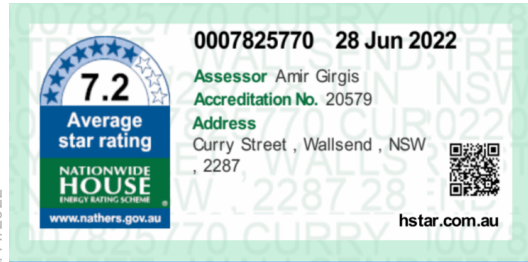 0007825770 28 Jun 2022
Assessor Amir Girgis
Accreditation No. 20579
Address
Curry Street , Wallsend , NSW
, 2287
hstar.com.au
7.2
Average
star rating
NATIONWIDE
HOUSE
ENERGY RATING SCHEME
www.nathers.gov.au